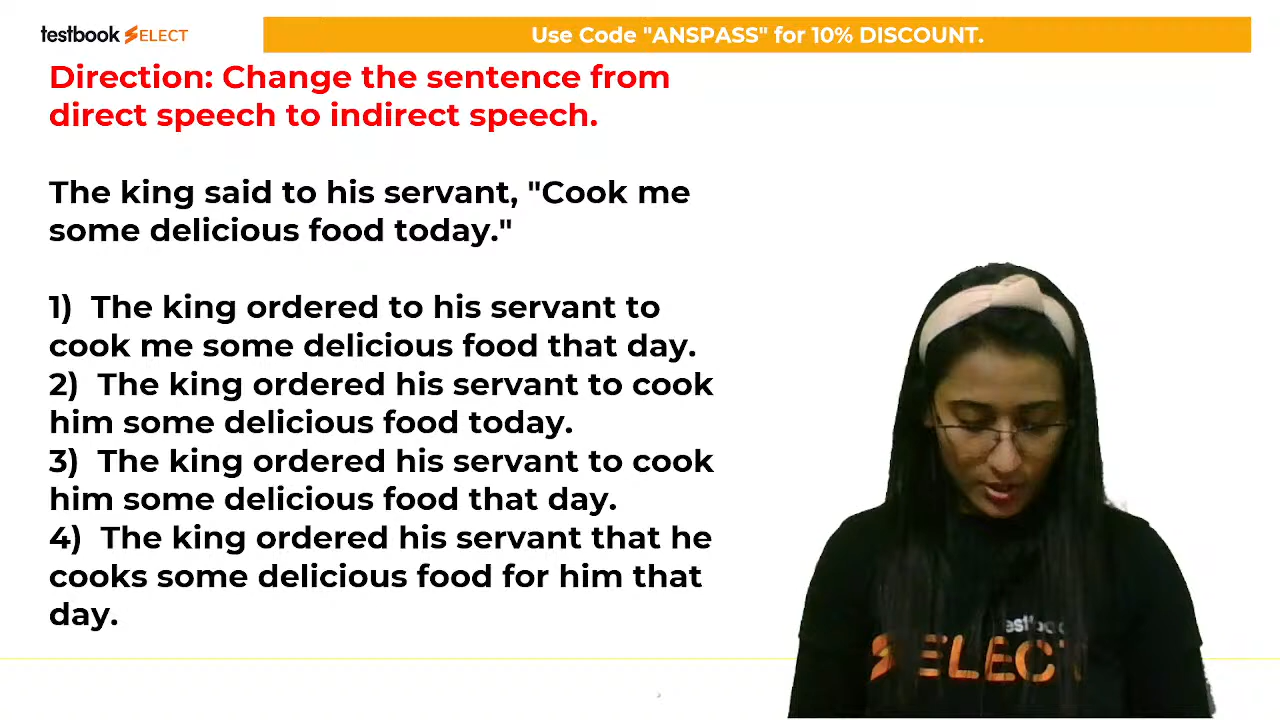 testbook SELECT
Use Code "ANSPASS" for 10% DISCOUNT.
Direction: Change the sentence from
direct speech to indirect speech.
The king said to his servant, "Cook me
some delicious food today."
1) The king ordered to his servant to
cook me some delicious food that day.
2) The king ordered his servant to cook
him some delicious food today.
3) The king ordered his servant to cook
him some delicious food that day.
4) The king ordered his servant that he
cooks some delicious food for him that
day.
SELECT